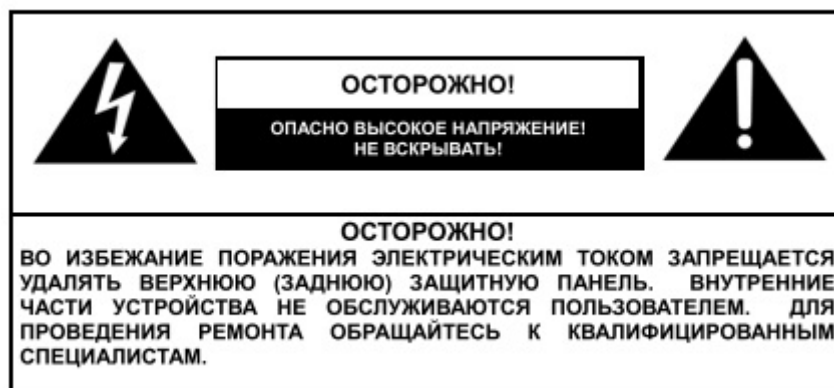 ОСТОРОЖНО!
ОПАСНО ВЫСОКОЕ НАПРЯЖЕНИЕ!
НЕ ВСКРЫВАТЬ!
ОСТОРОЖНО!
ВО ИЗБЕЖАНИЕ ПОРАЖЕНИЯ ЭЛЕКТРИЧЕСКИМ ТОКОМ ЗАПРЕЩАЕТСЯ
УДАЛЯТЬ ВЕРХНЮЮ (ЗАДНЮЮ) ЗАЩИТНУЮ ПАНЕЛЬ. ВНУТРЕННИЕ
ЧАСТИ УСТРОЙСТВА НЕ ОБСЛУЖИВАЮТСЯ ПОЛЬЗОВАТЕЛЕМ. ДЛЯ
ПРОВЕДЕНИЯ РЕМОНТА ОБРАЩАЙТЕСЬ К КВАЛИФИЦИРОВАННЫМ
СПЕЦИАЛИСТАМ.